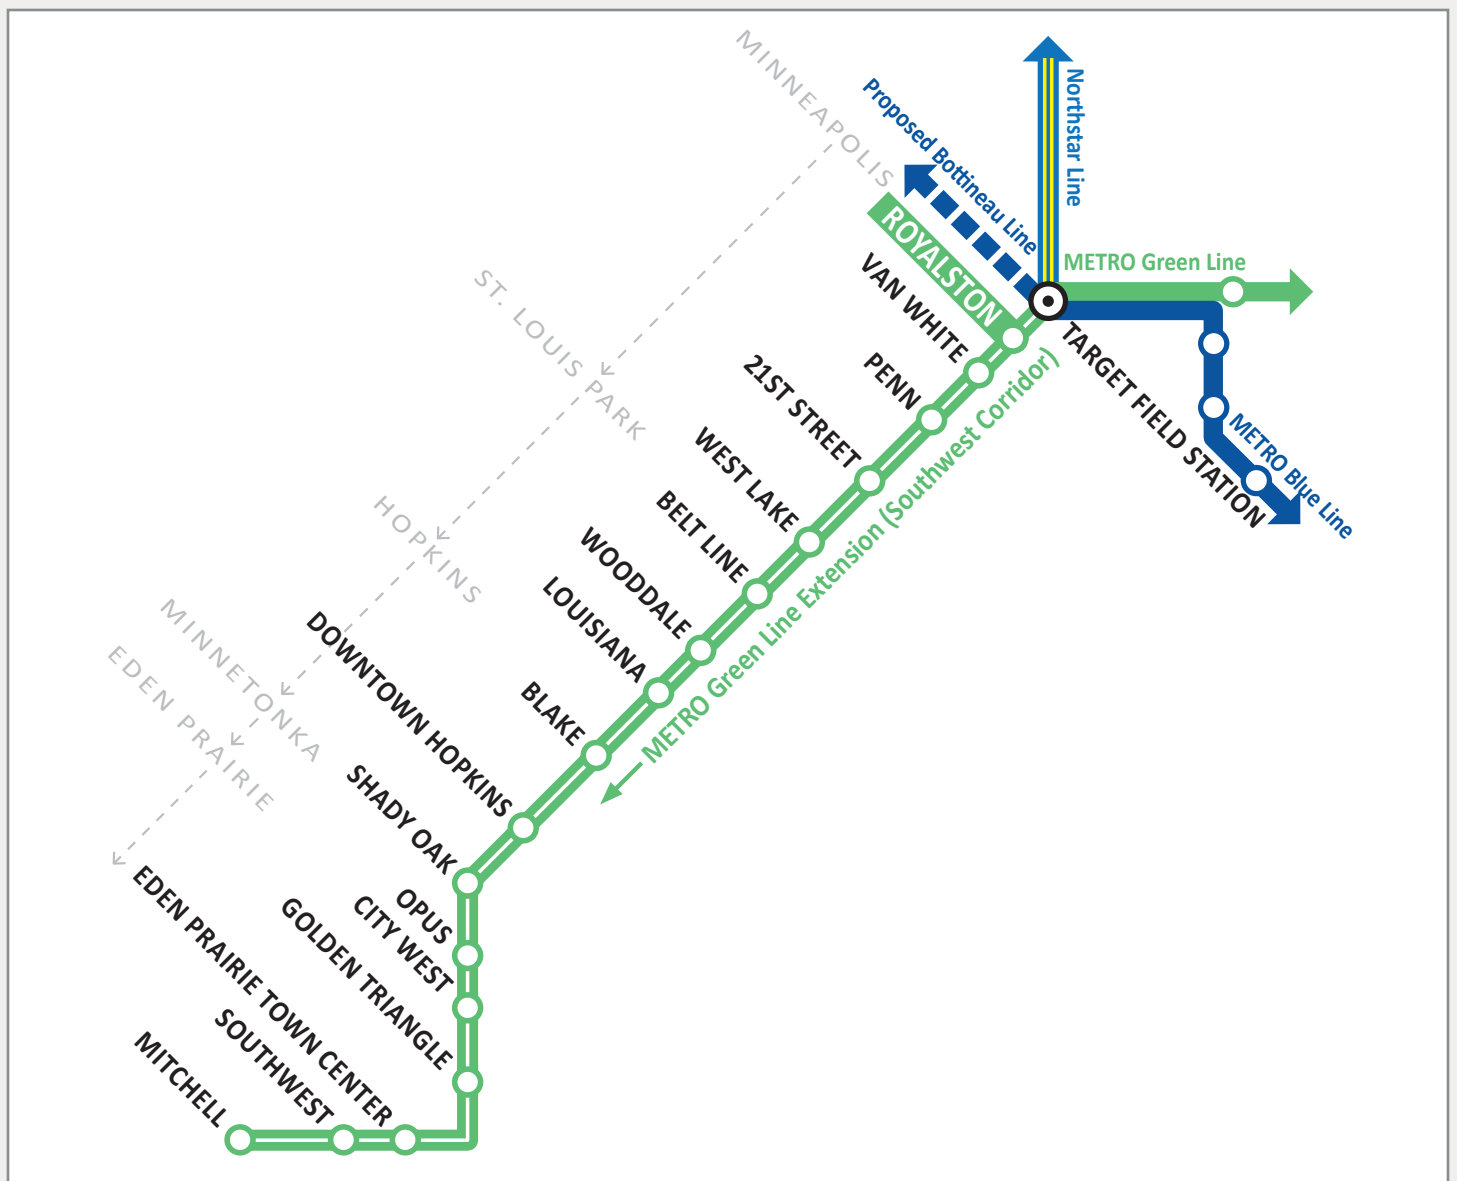 MINNEAPOLIS
ST. LOUIS PARK
HOPKINS
MINNETONKA
EDEN PRAIRIE
Northstar Line
Proposed Bottineau Line
METRO Green Line
METRO Blue Line
TARGET FIELD STATION
ROYALSTON
VAN WHITE
PENN
21ST STREET
WEST LAKE
BELT LINE
WOODDALE
LOUISIANA
BLAKE
DOWNTOWN HOPKINS
SHADY OAK
OPUS
CITY WEST
GOLDEN TRIANGLE
EDEN PRAIRIE TOWN CENTER
SOUTHWEST
MITCHELL
METRO Green Line Extension (Southwest Corridor)